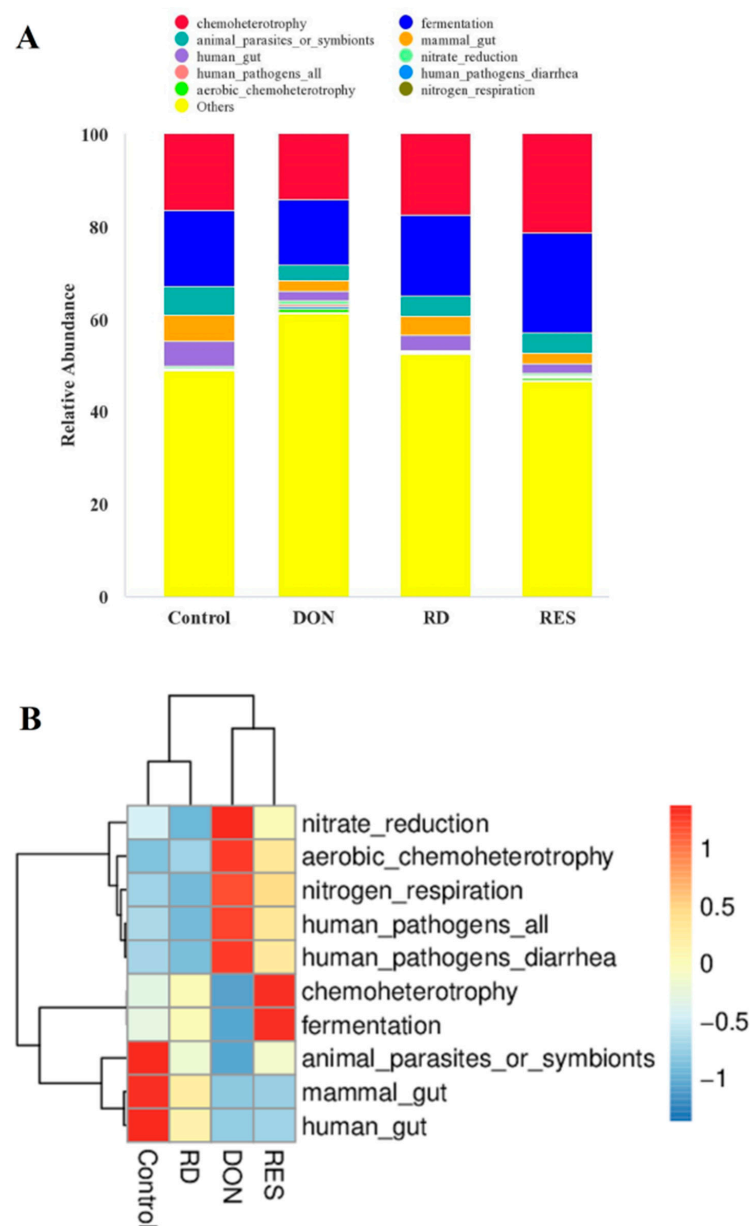 A
chemoheterotrophy
fermentation
animal_parasites_or_symbionts
mammal_gut
human_gut
nitrate_reduction
human_pathogens_all
human_pathogens_diarrhea
aerobic_chemoheterotrophy
nitrogen_respiration
Others
100
80
60
40
20
0
Relative Abundance
Control
DON
RD
RES
B
nitrate_reduction
aerobic_chemoheterotrophy
nitrogen_respiration
human_pathogens_all
human_pathogens_diarrhea
chemoheterotrophy
fermentation
animal_parasites_or_symbionts
mammal_gut
human_gut
Control
RD
DON
RES
1
0.5
0
−0.5
−1